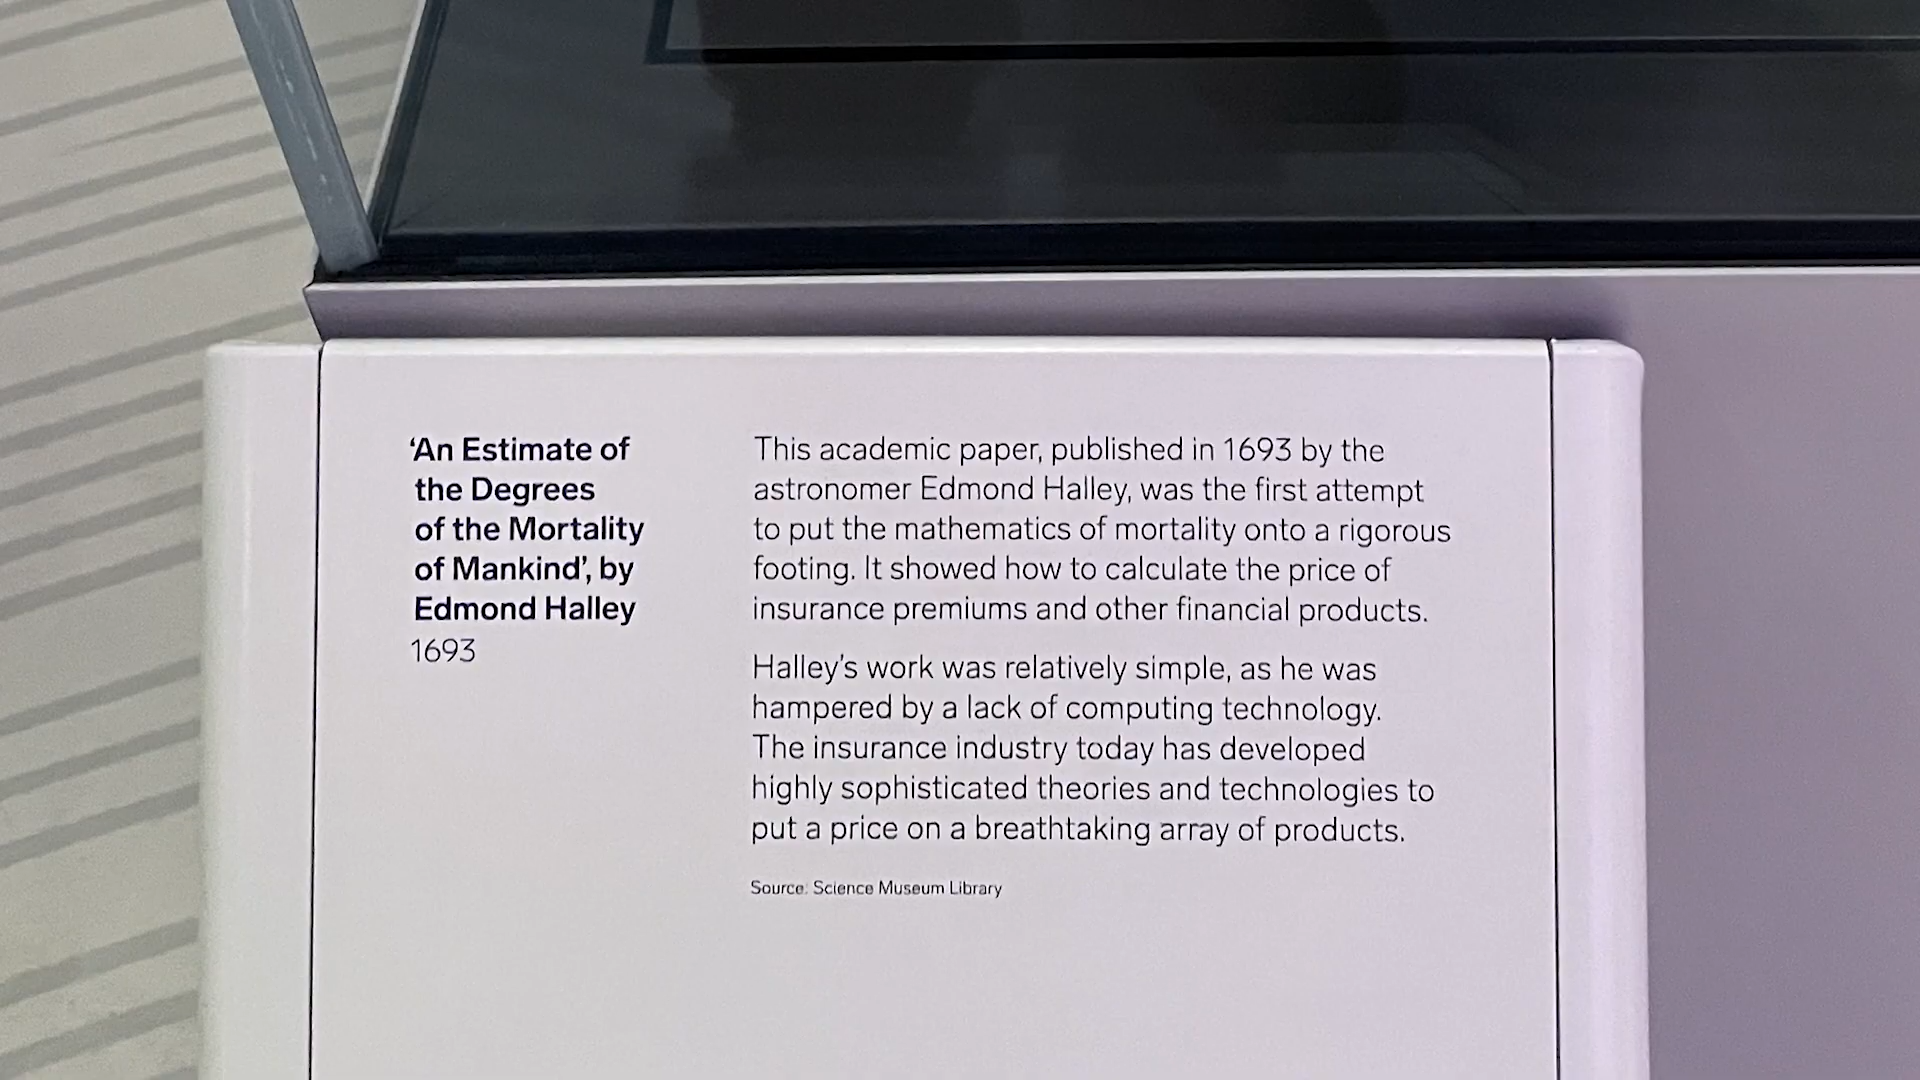 ‘An Estimate of
the Degrees
of the Mortality
of Mankind’, by
Edmond Halley
1693
This academic paper, published in 1693 by the
astronomer Edmond Halley, was the first attempt
to put the mathematics of mortality onto a rigorous
footing. It showed how to calculate the price of
insurance premiums and other financial products.
Halley’s work was relatively simple, as he was
hampered by a lack of computing technology.
The insurance industry today has developed
highly sophisticated theories and technologies to
put a price on a breathtaking array of products.
Source: Science Museum Library